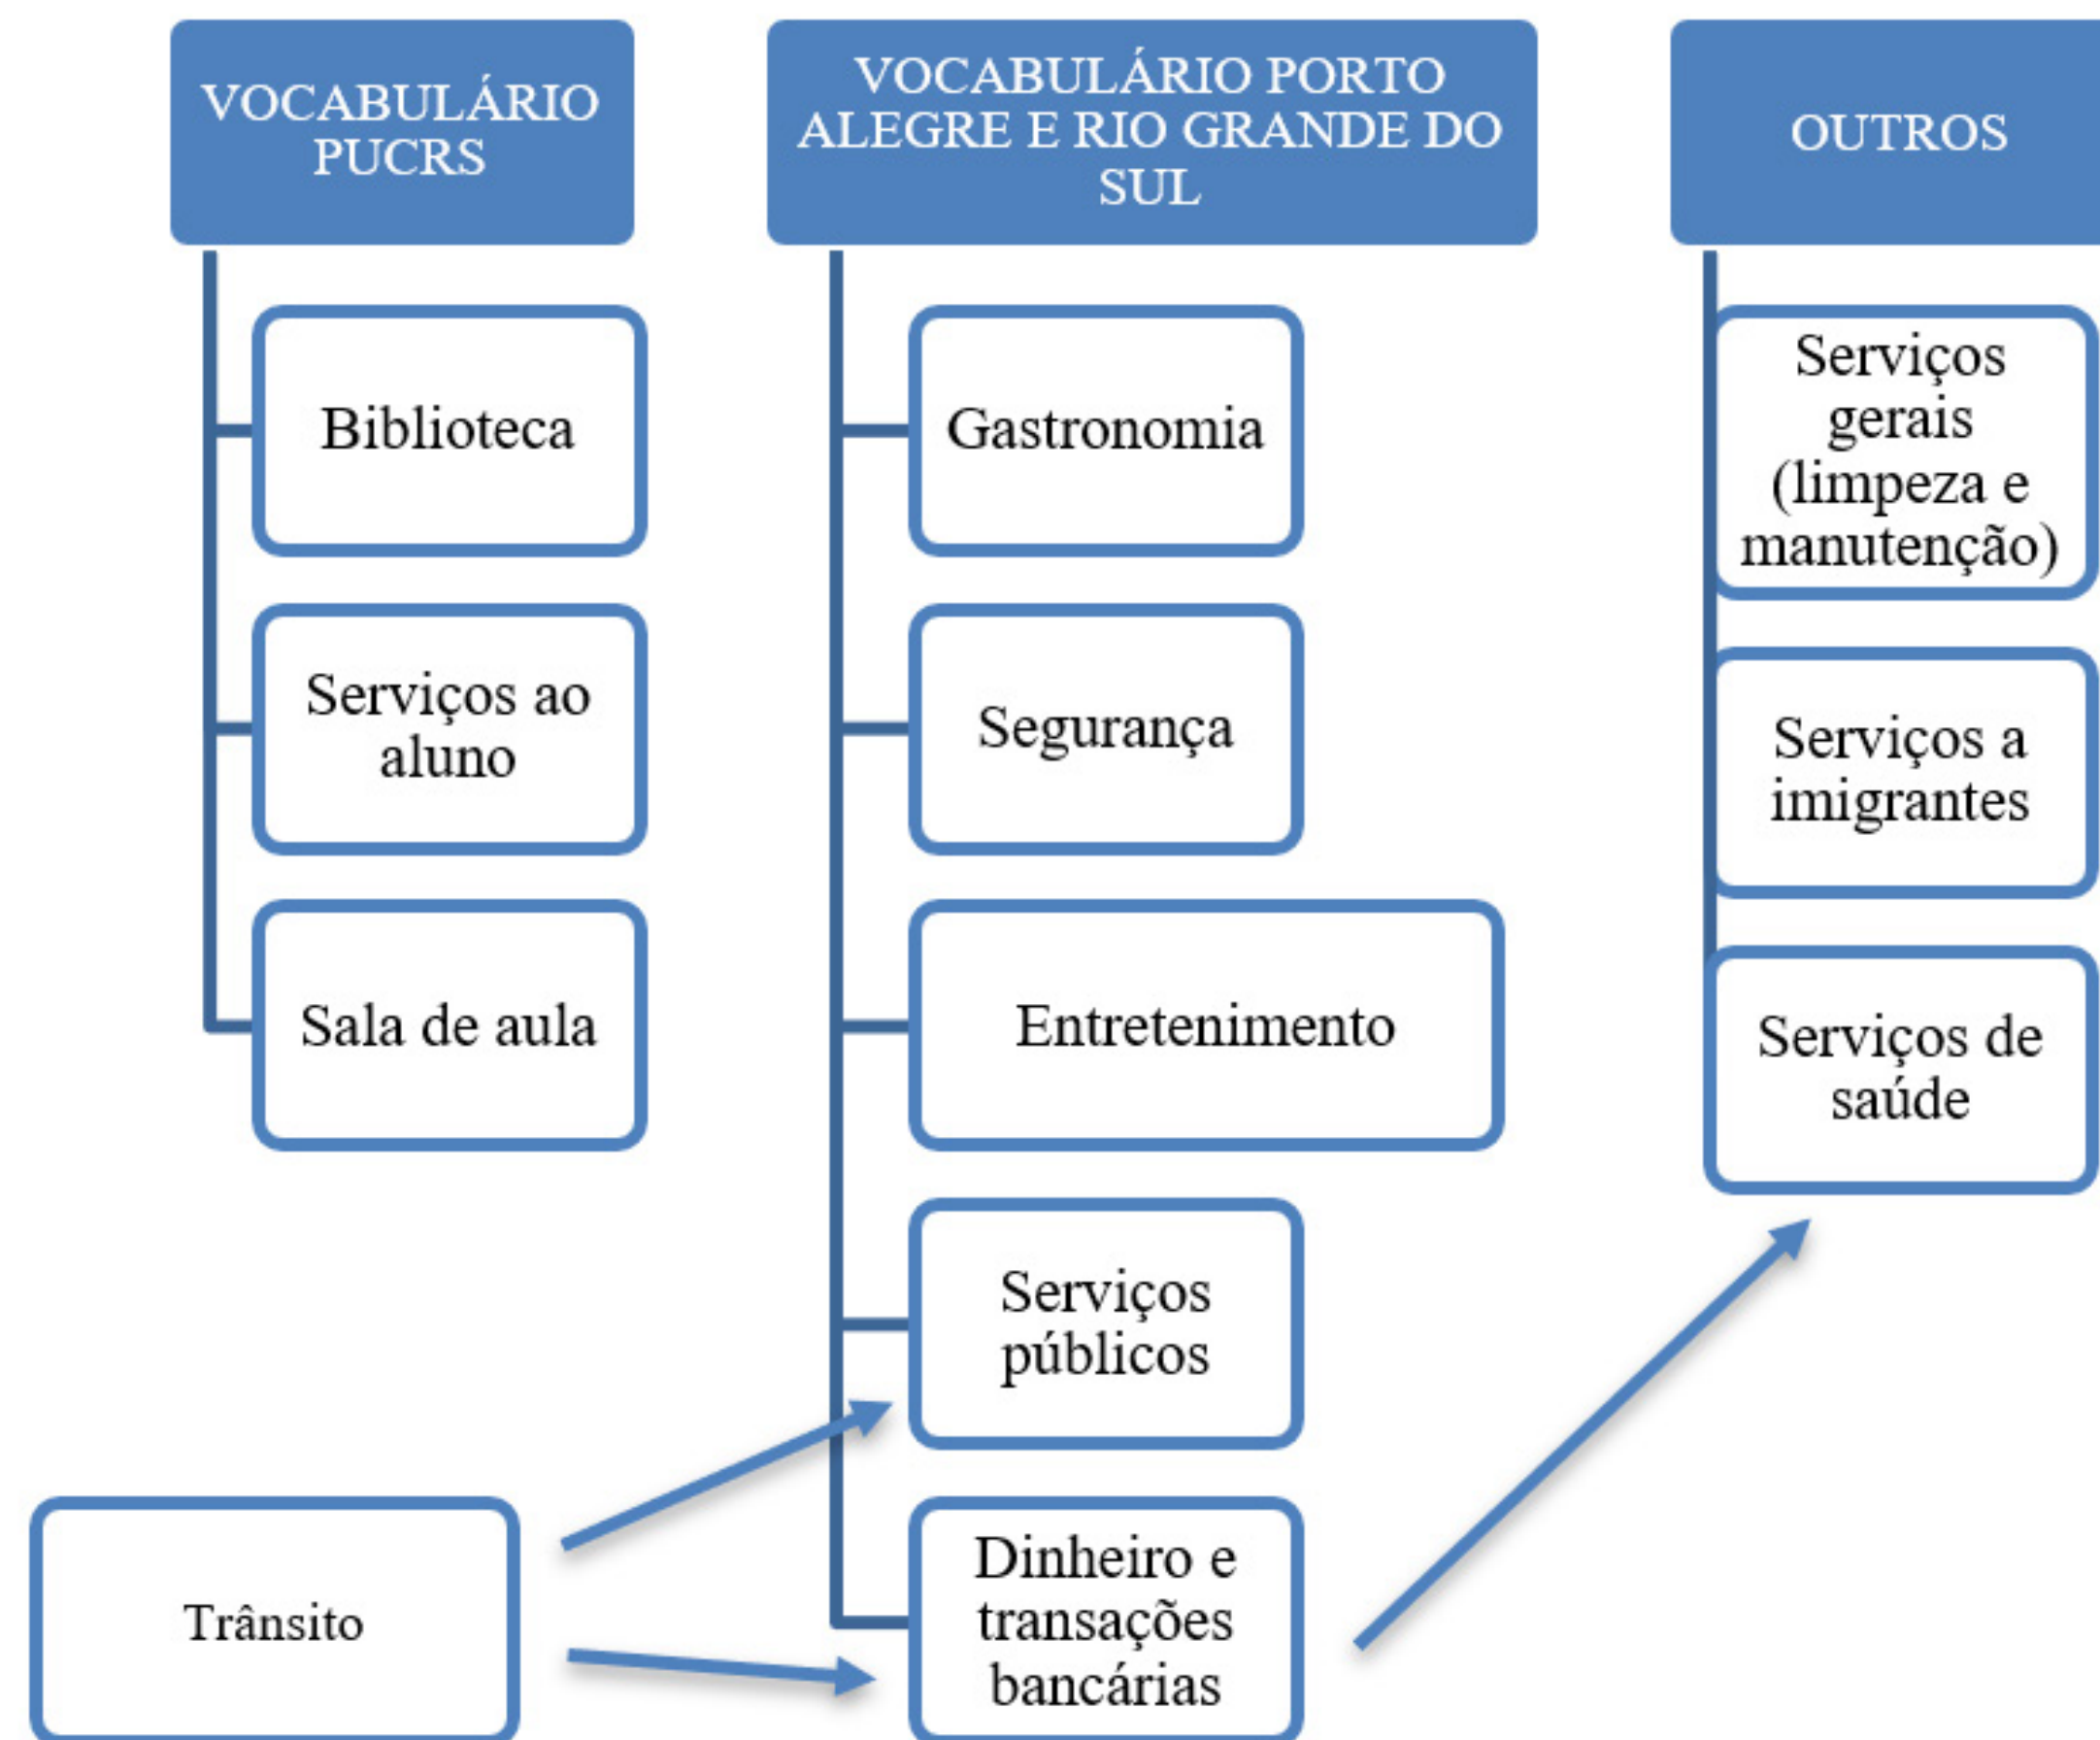 VOCABULÁRIO
PUCRS
Biblioteca
Serviços ao
aluno
Sala de aula
VOCABULÁRIO PORTO
ALEGRE E RIO GRANDE DO
SUL
Gastronomia
Segurança
Entretenimento
Serviços
públicos
Dinheiro e
transações
bancárias
OUTROS
Serviços
gerais
(limpeza e
manutenção)
Serviços a
imigrantes
Serviços de
saúde
Trânsito